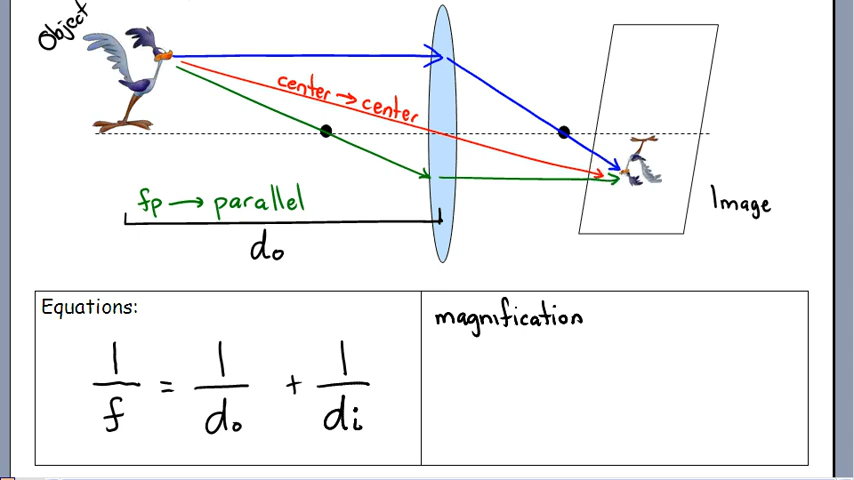 Object
center → center
fp → parallel
do
Image
Equations:
magnification
1/f = 1/do + 1/di